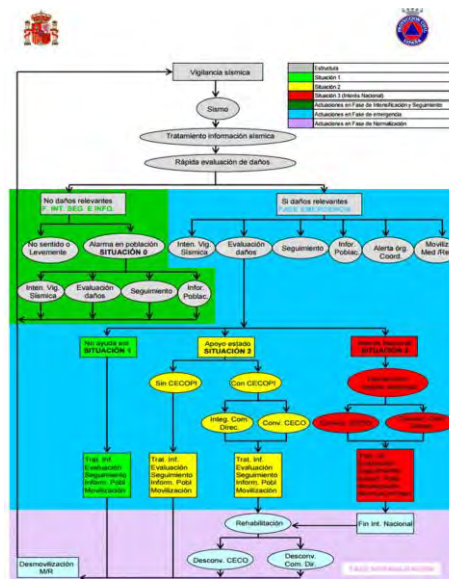 Estructura
Situación 1
Situación 2
Situación 3 (Interés Nacional)
Actuaciones en Fase de Intensificación y Seguimiento
Actuaciones en Fase de emergencia
Actuaciones en Fase de Normalización
Vigilancia sísmica
Sismo
Tratamiento información sísmica
Rápida evaluación de daños
No daños relevantes
F. INT. SEG. E INFO.
Si daños relevantes
FASE EMERGENCIA
No sentido o
Levemente
Alarma en población
SITUACIÓN 0
Inten. Vig.
Sísmica
Evaluación
daños
Seguimiento
Infor.
Poblac.
Inten. Vig.
Sísmica
Evaluación
daños
Seguimiento
Infor.
Poblac.
Alerta órg.
Coord.
Moviliz
Med /Re
No ayuda ext
SITUACIÓN 1
Apoyo estado
SITUACIÓN 2
Interés Nacional
SITUACIÓN 3
Sin CECOPI
Con CECOPI
Integ. Com.
Direc.
Conv. CECO
Trat. Inf.
Evaluación
Seguimiento
Inform. Pobl
Movilización
Trat. Inf.
Evaluación
Seguimiento
Inform. Pobl
Movilización
Trat. Inf.
Evaluación
Seguimiento
Inform. Pobl
Movilización
Rehabilitación
Fin Int. Nacional
Desmovilización
M/R
Desconv. CECO
Desconv.
Com. Dir.
FASE NORMALIZACIÓN